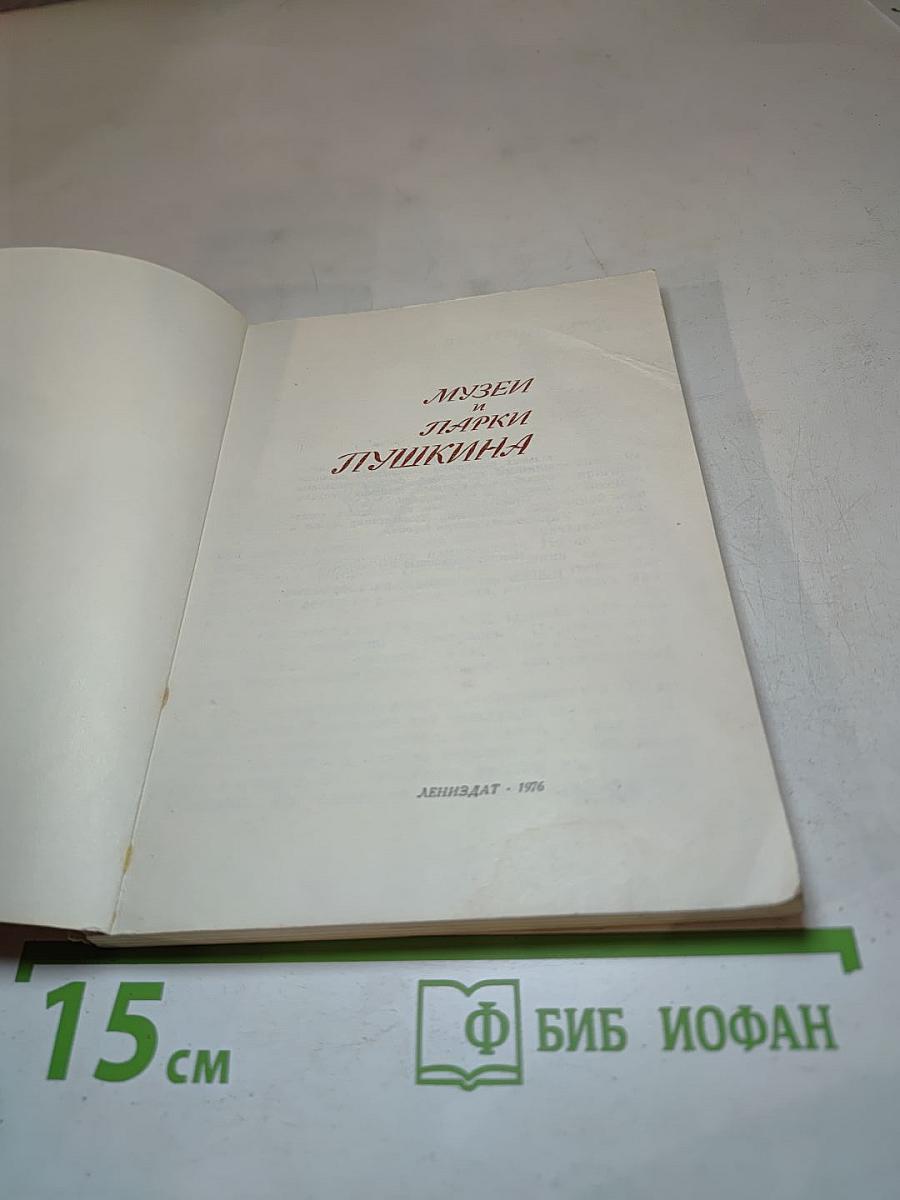 МУЗЕИ
и
ПАРКИ
ПУШКИНА
ЛЕНИЗДАТ · 1976
15 см
Ф БИБ ИОФАН